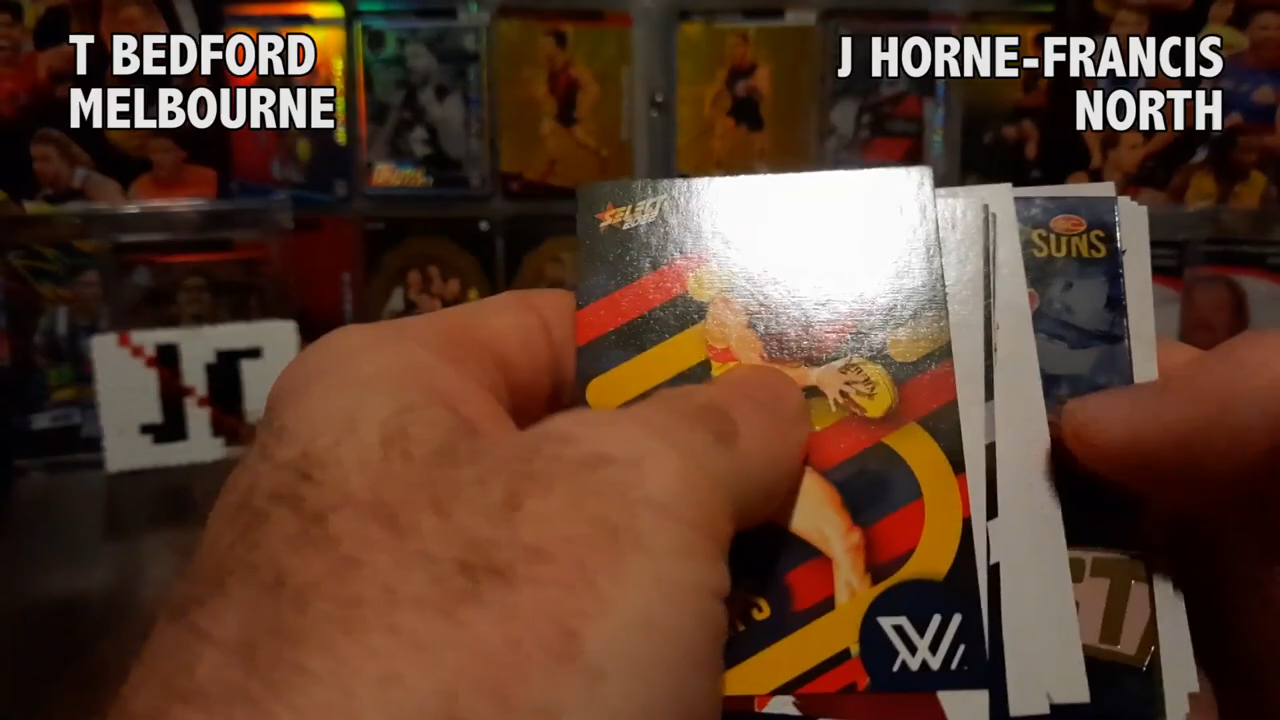 T BEDFORD
MELBOURNE
J HORNE-FRANCIS
NORTH
SELECT
SUNS
W